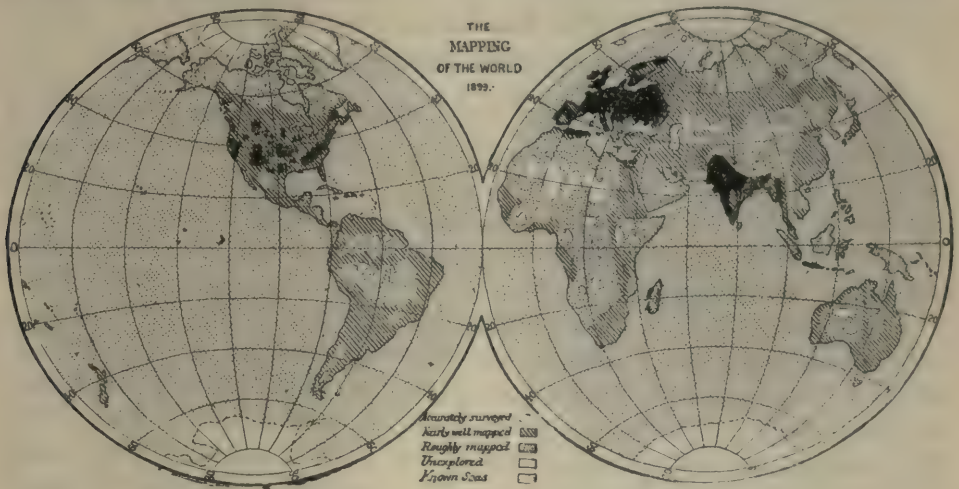 THE
MAPPING
OF THE WORLD
1899.
Accurately surveyed
Fairly well mapped
Roughly mapped
Unexplored
Known Seas